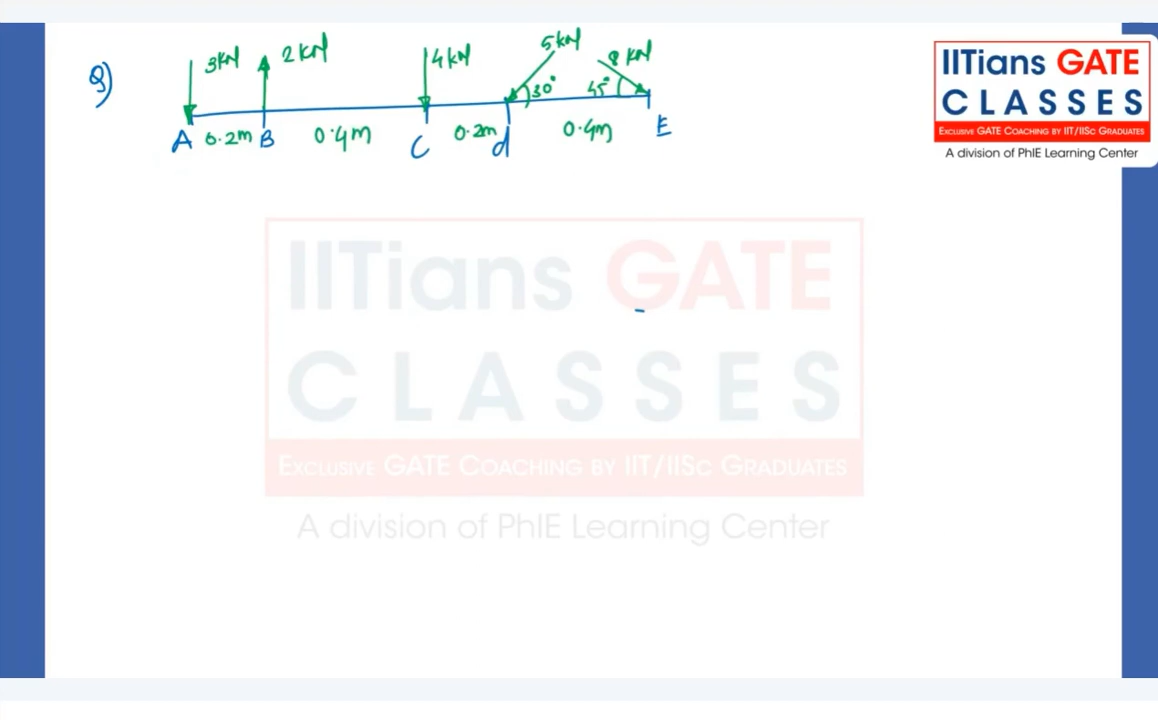 Q)
3kN 2kN 4kN 5kN 8kN
30° 45°
A 0.2m B 0.4m C 0.2m d 0.4m E
IITians GATE
CLASSES
EXCLUSIVE GATE COACHING BY IIT/IISc GRADUATES
A division of PhIE Learning Center
IITians GATE
CLASSES
EXCLUSIVE GATE COACHING BY IIT/IISc GRADUATES
A division of PhIE Learning Center